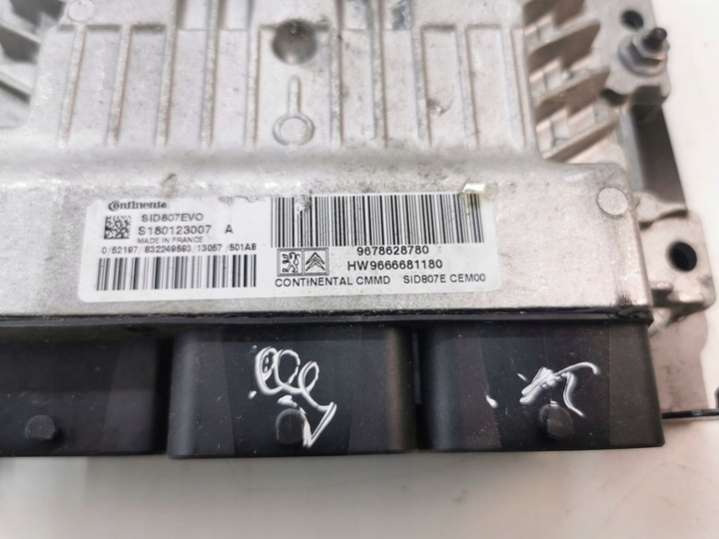 Continental
SID807EVO
S180123007 A
MADE IN FRANCE
9678628780
HW9666681180
CONTINENTAL CMMD SID807E CEM00